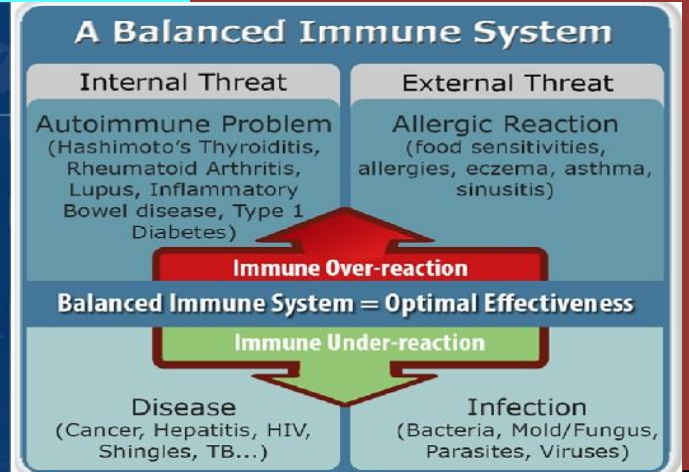 A Balanced Immune System
Internal Threat
External Threat
Autoimmune Problem
(Hashimoto's Thyroiditis,
Rheumatoid Arthritis,
Lupus, Inflammatory
Bowel disease, Type 1
Diabetes)
Allergic Reaction
(food sensitivities,
allergies, eczema, asthma,
sinusitis)
Immune Over-reaction
Balanced Immune System = Optimal Effectiveness
Immune Under-reaction
Disease
(Cancer, Hepatitis, HIV,
Shingles, TB...)
Infection
(Bacteria, Mold/Fungus,
Parasites, Viruses)